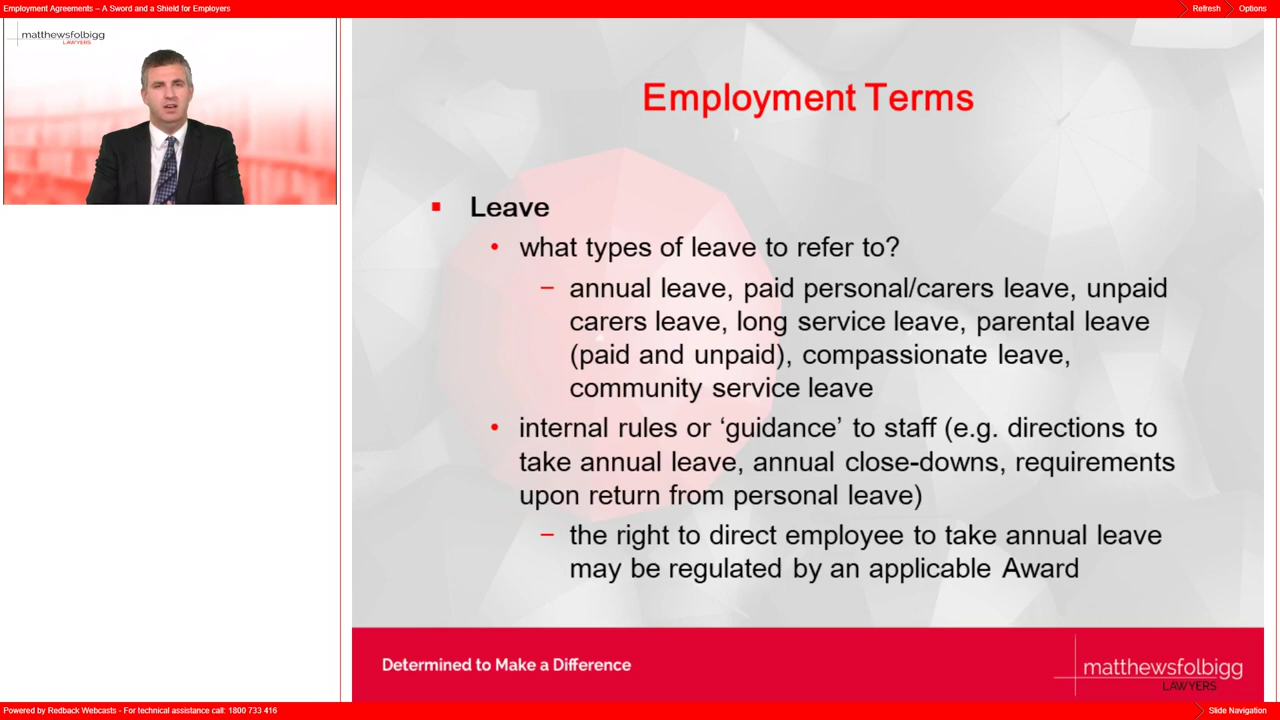 Employment Agreements – A Sword and a Shield for Employers
Refresh
Options
matthewsfolbigg
LAWYERS
Employment Terms
Leave
what types of leave to refer to?
annual leave, paid personal/carers leave, unpaid
carers leave, long service leave, parental leave
(paid and unpaid), compassionate leave,
community service leave
internal rules or ‘guidance’ to staff (e.g. directions to
take annual leave, annual close-downs, requirements
upon return from personal leave)
the right to direct employee to take annual leave
may be regulated by an applicable Award
Determined to Make a Difference
matthewsfolbigg
LAWYERS
Powered by Redback Webcasts - For technical assistance call: 1800 733 416
Slide Navigation